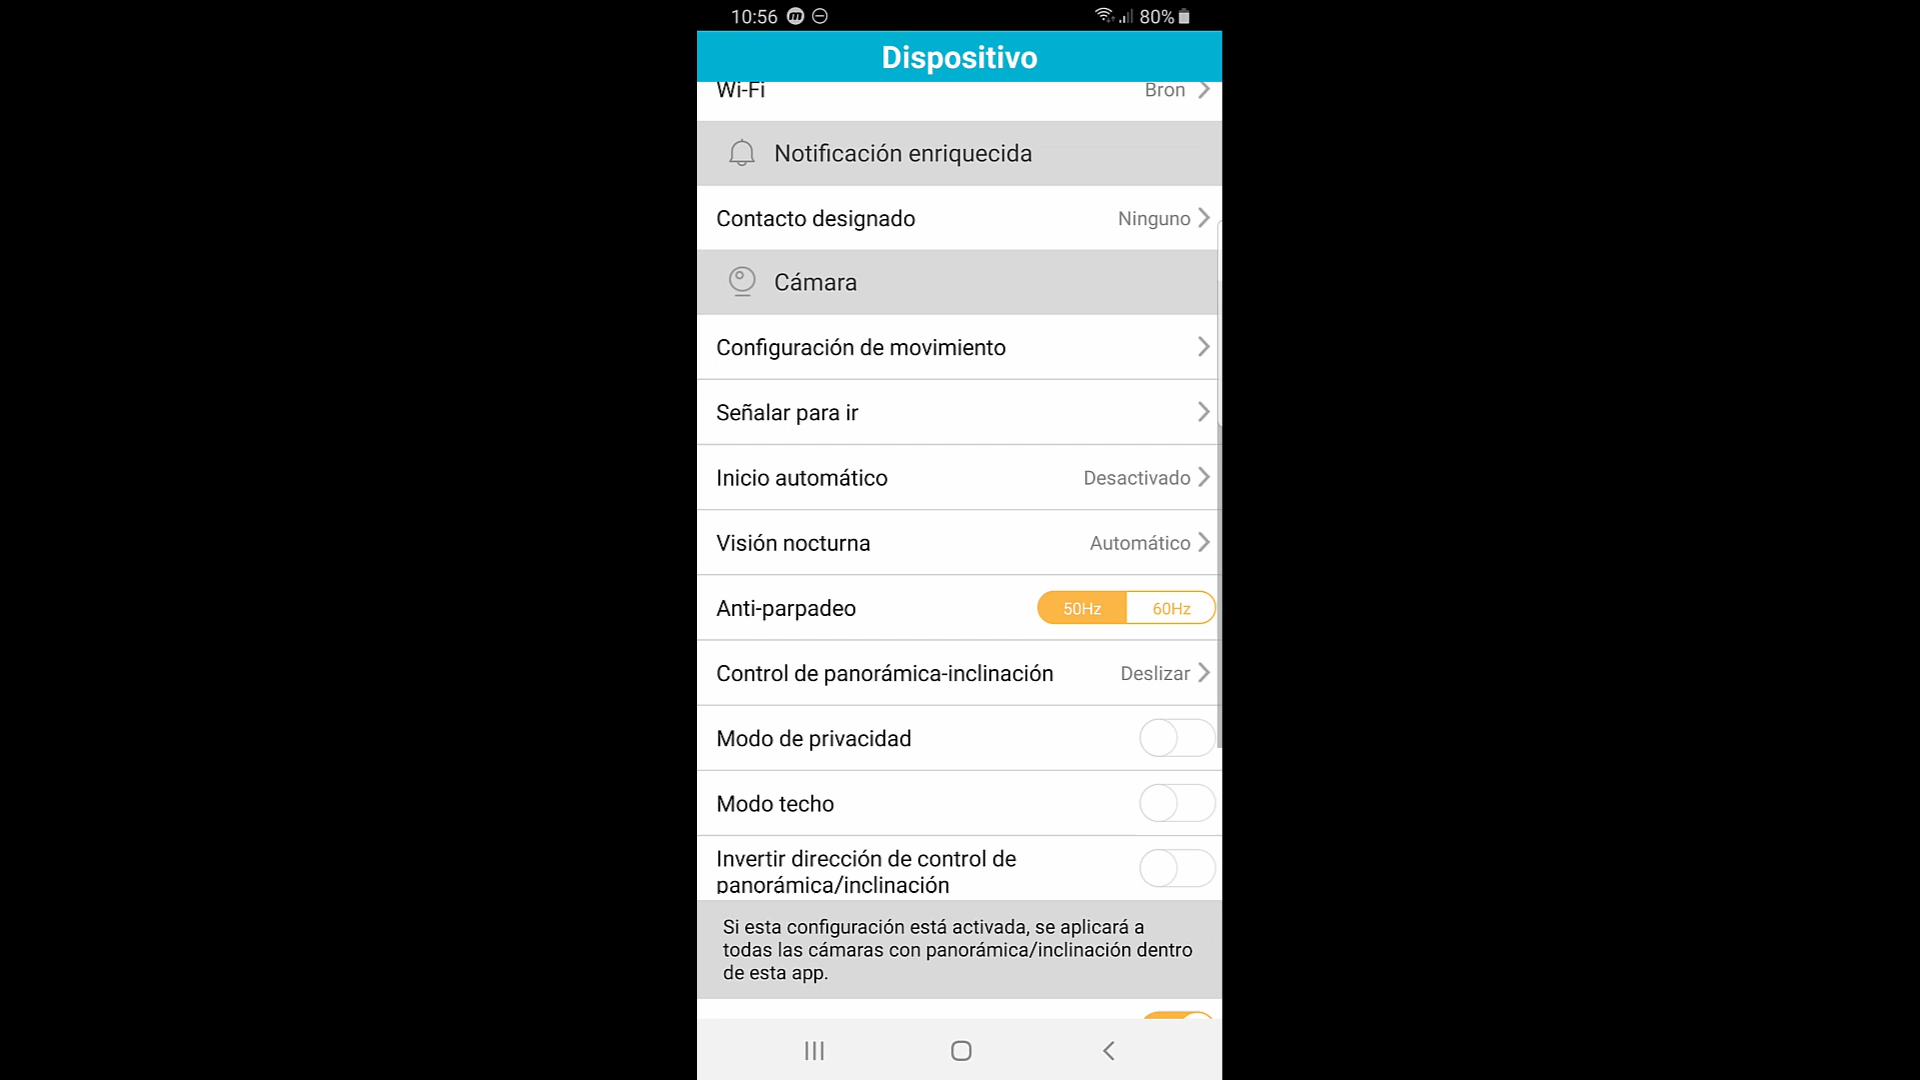 10:56 80%
Dispositivo
Wi-Fi Bron
Notificación enriquecida
Contacto designado Ninguno
Cámara
Configuración de movimiento
Señalar para ir
Inicio automático Desactivado
Visión nocturna Automático
Anti-parpadeo 50Hz 60Hz
Control de panorámica-inclinación Deslizar
Modo de privacidad
Modo techo
Invertir dirección de control de
panorámica/inclinación
Si esta configuración está activada, se aplicará a
todas las cámaras con panorámica/inclinación dentro
de esta app.